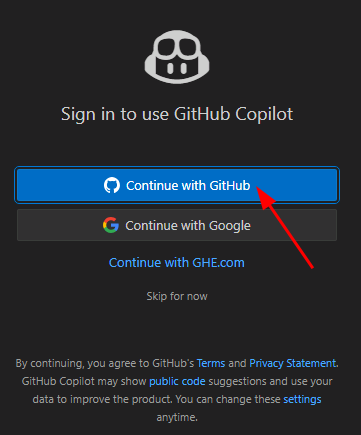 Sign in to use GitHub Copilot
Continue with GitHub
Continue with Google
Continue with GHE.com
Skip for now
By continuing, you agree to GitHub's Terms and Privacy Statement.
GitHub Copilot may show public code suggestions and use your
data to improve the product. You can change these settings
anytime.